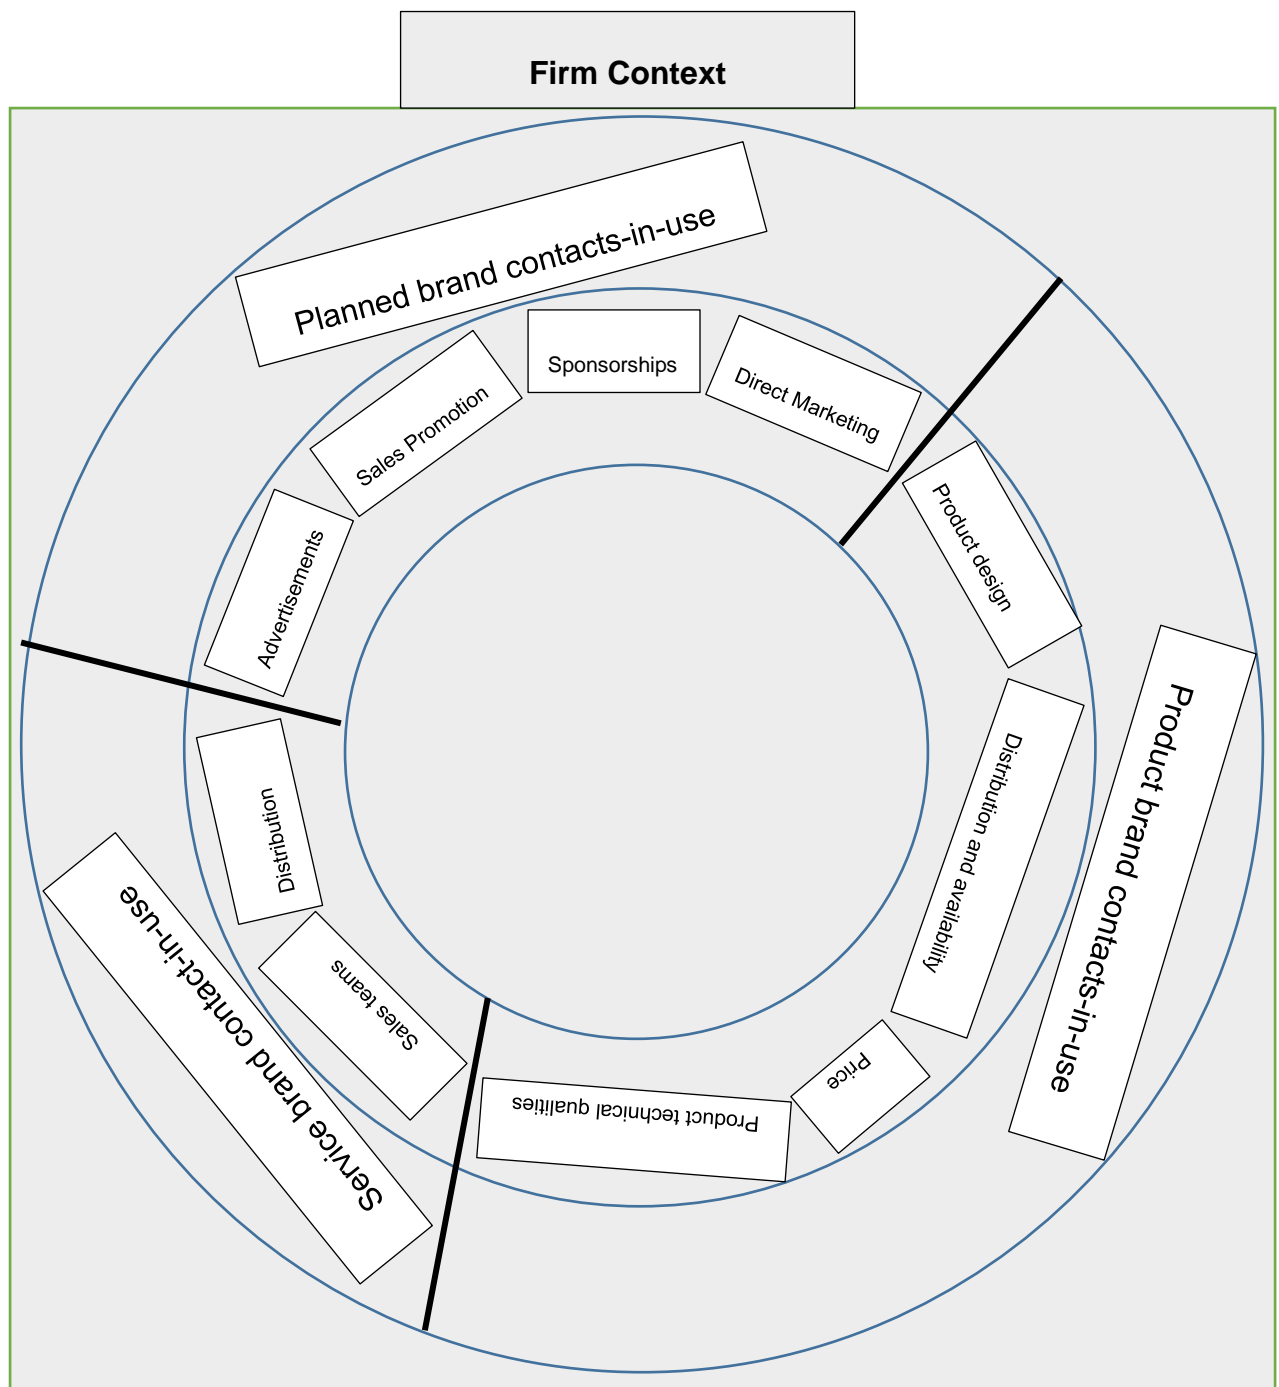 Firm Context
Planned brand contacts-in-use
Sponsorships
Direct Marketing
Sales Promotion
Advertisements
Product design
Distribution and availability
Product brand contacts-in-use
Price
Product technical qualities
Sales teams
Distribution
Service brand contact-in-use